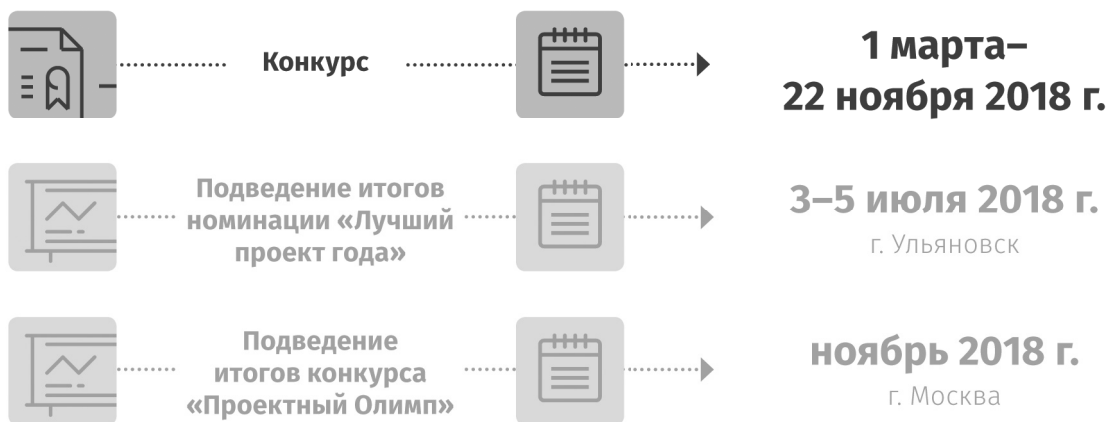 Конкурс
1 марта–
22 ноября 2018 г.
Подведение итогов
номинации «Лучший
проект года»
3–5 июля 2018 г.
г. Ульяновск
Подведение
итогов конкурса
«Проектный Олимп»
ноябрь 2018 г.
г. Москва